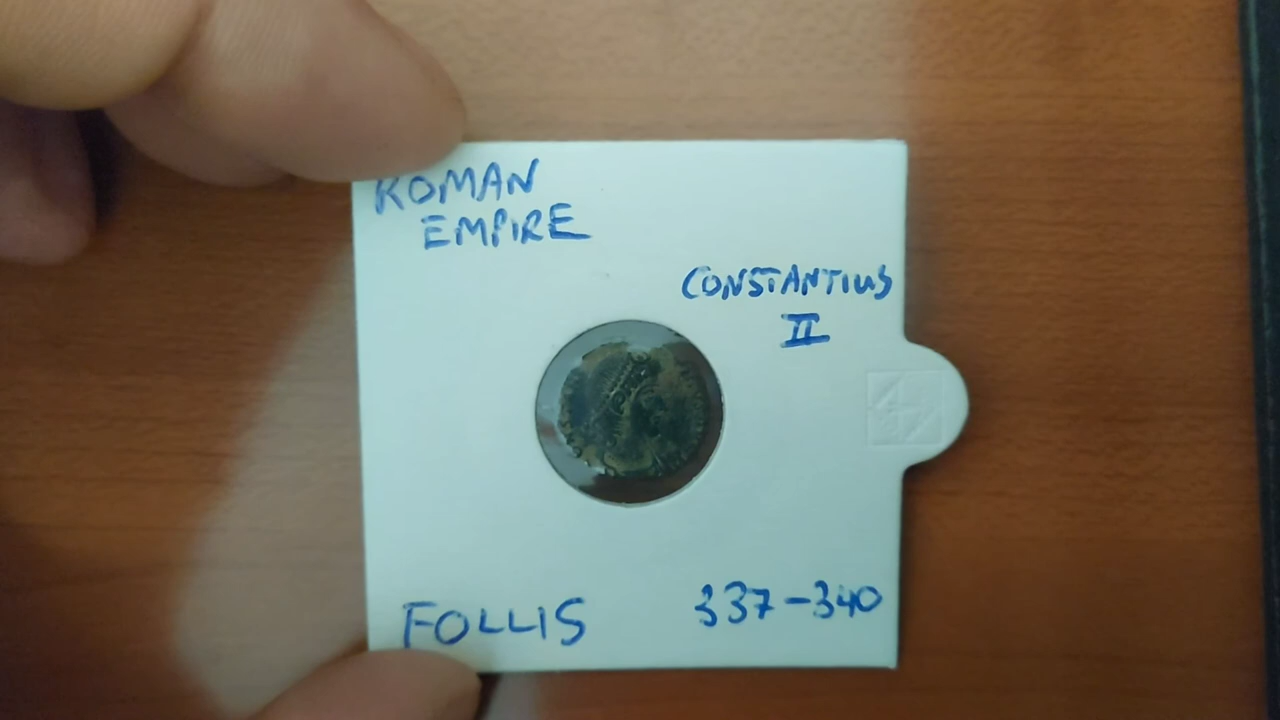 ROMAN
EMPIRE
CONSTANTIUS
II
FOLLIS
337-340